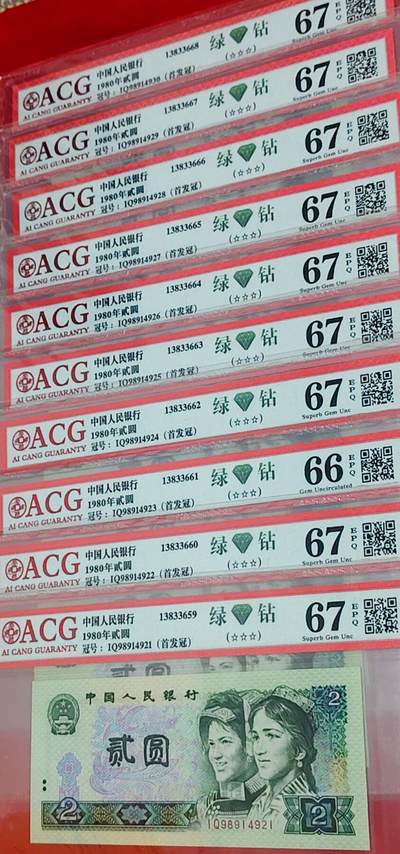 ACG 中国人民银行 13833668 绿 钻 67 EPQ
AI CANG GUARANTY 1980年贰圆 (☆☆☆) Superb Gem Unc
冠号：IQ98914930（首发冠）
ACG 中国人民银行 13833667 绿 钻 67 EPQ
AI CANG GUARANTY 1980年贰圆 (☆☆☆) Superb Gem Unc
冠号：IQ98914929（首发冠）
ACG 中国人民银行 13833666 绿 钻 67 EPQ
AI CANG GUARANTY 1980年贰圆 (☆☆☆) Superb Gem Unc
冠号：IQ98914928（首发冠）
ACG 中国人民银行 13833665 绿 钻 67 EPQ
AI CANG GUARANTY 1980年贰圆 (☆☆☆) Superb Gem Unc
冠号：IQ98914927（首发冠）
ACG 中国人民银行 13833664 绿 钻 67 EPQ
AI CANG GUARANTY 1980年贰圆 (☆☆☆) Superb Gem Unc
冠号：IQ98914926（首发冠）
ACG 中国人民银行 13833663 绿 钻 67 EPQ
AI CANG GUARANTY 1980年贰圆 (☆☆☆) Superb Gem Unc
冠号：IQ98914925（首发冠）
ACG 中国人民银行 13833662 绿 钻 67 EPQ
AI CANG GUARANTY 1980年贰圆 (☆☆☆) Superb Gem Unc
冠号：IQ98914924（首发冠）
ACG 中国人民银行 13833661 绿 钻 66 EPQ
AI CANG GUARANTY 1980年贰圆 (☆☆☆) Gem Uncirculated
冠号：IQ98914923（首发冠）
ACG 中国人民银行 13833660 绿 钻 67 EPQ
AI CANG GUARANTY 1980年贰圆 (☆☆☆) Superb Gem Unc
冠号：IQ98914922（首发冠）
ACG 中国人民银行 13833659 绿 钻 67 EPQ
AI CANG GUARANTY 1980年贰圆 (☆☆☆) Superb Gem Unc
冠号：IQ98914921（首发冠）
中国人民银行
2
贰圆
2
IQ98914921
2